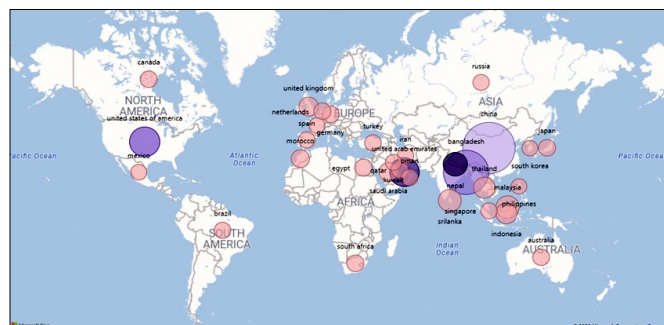 canada
russia
NORTH
AMERICA
united kingdom
ASIA
china
united states of america
netherlands
EUROPE
spain
germany
turkey
japan
iran
bangladesh
Pacific Ocean
mexico
Atlantic
Ocean
morocco
united arab emirates
oman
south korea
Pacific Oc
egypt
qatar
thailand
kuwait
nepal
malaysia
saudi arabia
AFRICA
singapore
philippines
brazil
srilanka
SOUTH
AMERICA
indonesia
south africa
Indian
Ocean
australia
AUSTRALIA